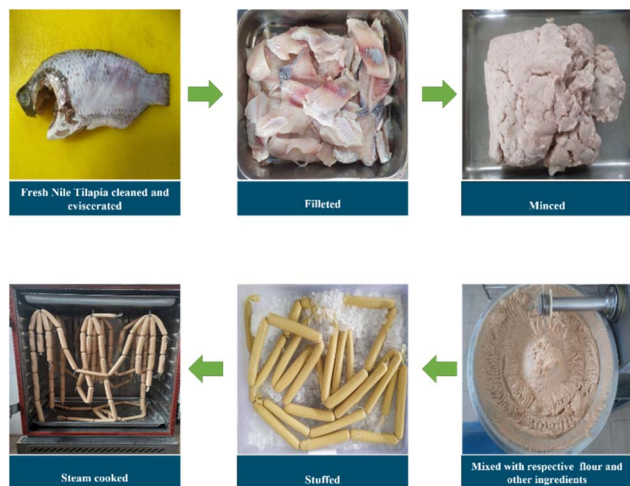 Fresh Nile Tilapia cleaned and
eviscerated
Filleted
Minced
Steam cooked
Stuffed
Mixed with respective flour and
other ingredients